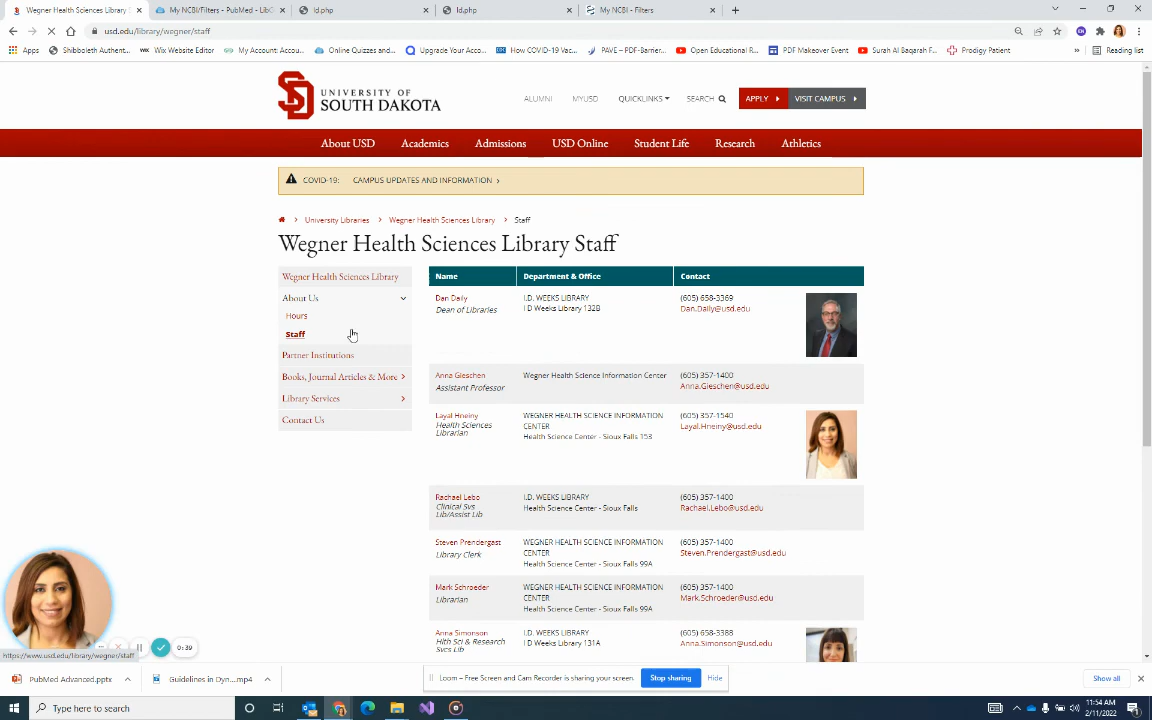 Wegner Health Sciences Library S
My NCBI/Filters - PubMed - LibG
ld.php
ld.php
My NCBI - Filters
usd.edu/library/wegner/staff
Apps
Shibboleth Authent...
Wix Website Editor
My Account: Accou...
Online Quizzes and...
Upgrade Your Acco...
How COVID-19 Vac...
PAVE – PDF-Barrier...
Open Educational R...
PDF Makeover Event
Surah Al Baqarah F...
Prodigy Patient
»
Reading list
UNIVERSITY OF
SOUTH DAKOTA
ALUMNI
MYUSD
QUICKLINKS
SEARCH
APPLY
VISIT CAMPUS
About USD
Academics
Admissions
USD Online
Student Life
Research
Athletics
COVID-19: CAMPUS UPDATES AND INFORMATION >
> University Libraries > Wegner Health Sciences Library > Staff
Wegner Health Sciences Library Staff
Wegner Health Sciences Library
About Us
Hours
Staff
Partner Institutions
Books, Journal Articles & More
Library Services
Contact Us
Name Department & Office Contact
Dan Daily I.D. WEEKS LIBRARY (605) 658-3369
Dean of Libraries I D Weeks Library 132B Dan.Daily@usd.edu
Anna Gieschen Wegner Health Science Information Center (605) 357-1400
Assistant Professor Anna.Gieschen@usd.edu
Layal Hneiny WEGNER HEALTH SCIENCE INFORMATION (605) 357-1540
Health Sciences CENTER Layal.Hneiny@usd.edu
Librarian Health Science Center - Sioux Falls 153
Rachael Lebo I.D. WEEKS LIBRARY (605) 357-1400
Clinical Svs Health Science Center - Sioux Falls Rachael.Lebo@usd.edu
Lib/Assist Lib
Steven Prendergast WEGNER HEALTH SCIENCE INFORMATION (605) 357-1400
Library Clerk CENTER Steven.Prendergast@usd.edu
Health Science Center - Sioux Falls 99A
Mark Schroeder WEGNER HEALTH SCIENCE INFORMATION (605) 357-1400
Librarian CENTER Mark.Schroeder@usd.edu
Health Science Center - Sioux Falls 99A
Anna Simonson I.D. WEEKS LIBRARY (605) 658-3388
Hlth Sci & Research I.D Weeks Library 131A Anna.Simonson@usd.edu
Svcs Lib
0:39
https://www.usd.edu/library/wegner/staff
PubMed Advanced.pptx
Guidelines in Dyn....mp4
Loom – Free Screen and Cam Recorder is sharing your screen.
Stop sharing
Hide
Show all
Type here to search
11:54 AM
2/11/2022